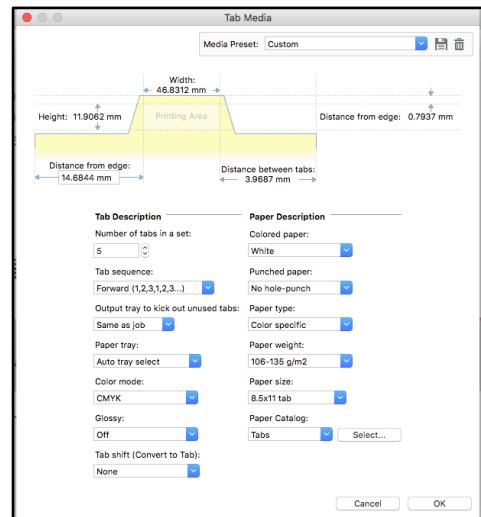 Tab Media
Media Preset: Custom
Width:
46.8312 mm
Height: 11.9062 mm
Printing Area
Distance from edge: 0.7937 mm
Distance from edge:
14.6844 mm
Distance between tabs:
3.9687 mm
Tab Description
Number of tabs in a set:
5
Tab sequence:
Forward (1,2,3,1,2,3...)
Output tray to kick out unused tabs:
Same as job
Paper tray:
Auto tray select
Color mode:
CMYK
Glossy:
Off
Tab shift (Convert to Tab):
None
Paper Description
Colored paper:
White
Punched paper:
No hole-punch
Paper type:
Color specific
Paper weight:
106-135 g/m2
Paper size:
8.5x11 tab
Paper Catalog:
Tabs
Select...
Cancel
OK